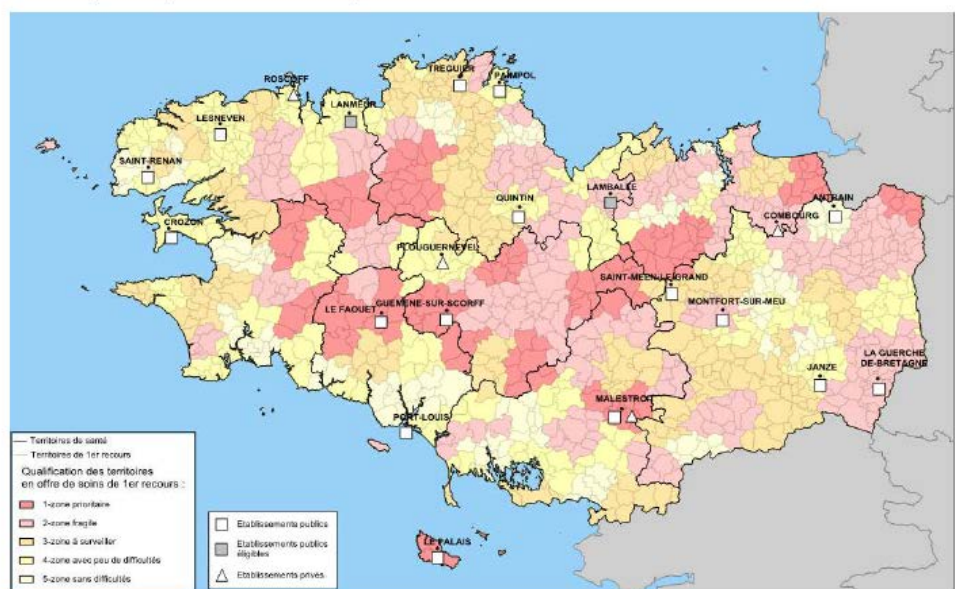 ROSCOFF
TREGUIER
PAIMPOL
LANMEUR
LESNEVEN
SAINT-RENAN
CROZON
QUINTIN
LAMBALLE
ANTRAIN
COMBOURG
PLOUGUERNEVEL
SAINT-MEEN-LE-GRAND
LE FAOUET
GUEMENE-SUR-SCORFF
MONTFORT-SUR-MEU
JANZE
LA GUERCHE
DE-BRETAGNE
MALESTROIT
PORT-LOUIS
LE PALAIS
Territoires de santé
Territoires de 1er recours
Qualification des territoires
en offre de soins de 1er recours :
1-zone prioritaire
2-zone fragile
3-zone à surveiller
4-zone avec peu de difficultés
5-zone sans difficultés
Etablissements publics
Etablissements publics
éligibles
Etablissements privés